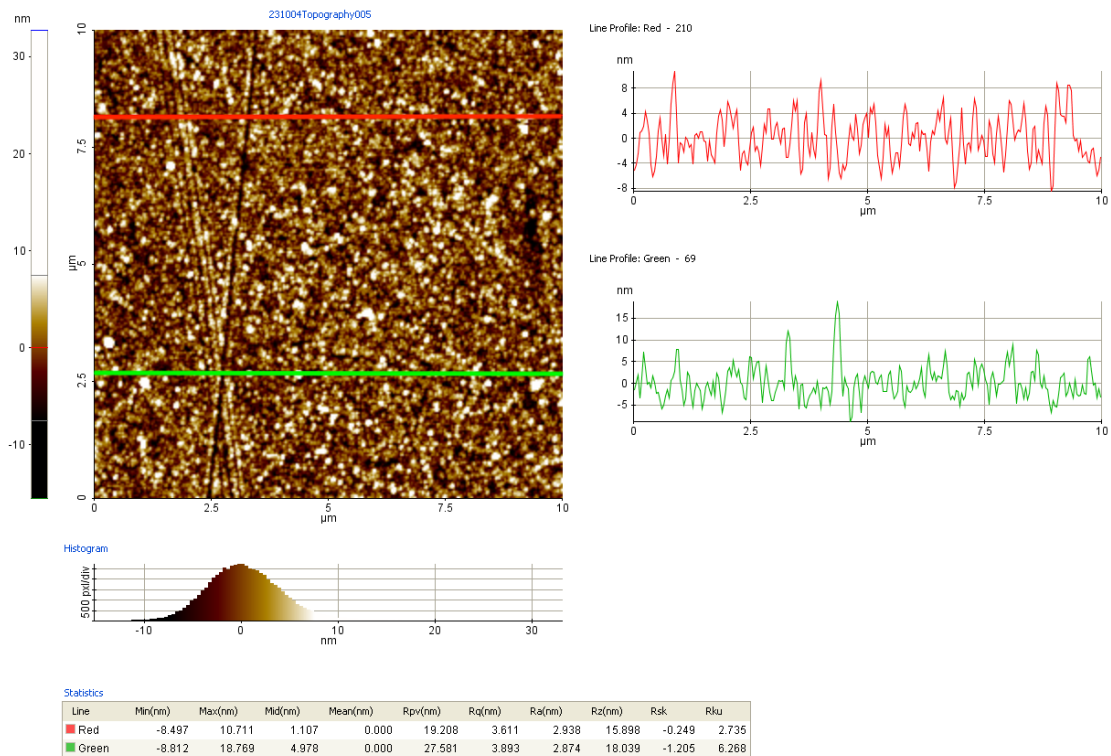 nm
231004Topography005
30
20
10
0
-10
10
7.5
5
2.5
0
µm
0
2.5
5
7.5
10
µm
Line Profile: Red - 210
nm
8
4
0
-4
-8
0
2.5
5
7.5
10
µm
Line Profile: Green - 69
nm
15
10
5
0
-5
0
2.5
5
7.5
10
µm
Histogram
500 pxl/div
-10
0
10
20
30
nm
Statistics
Line Min(nm) Max(nm) Mid(nm) Mean(nm) Rpv(nm) Rq(nm) Ra(nm) Rz(nm) Rsk Rku
Red -8.497 10.711 1.107 0.000 19.208 3.611 2.938 15.898 -0.249 2.735
Green -8.812 18.769 4.978 0.000 27.581 3.893 2.874 18.039 -1.205 6.268